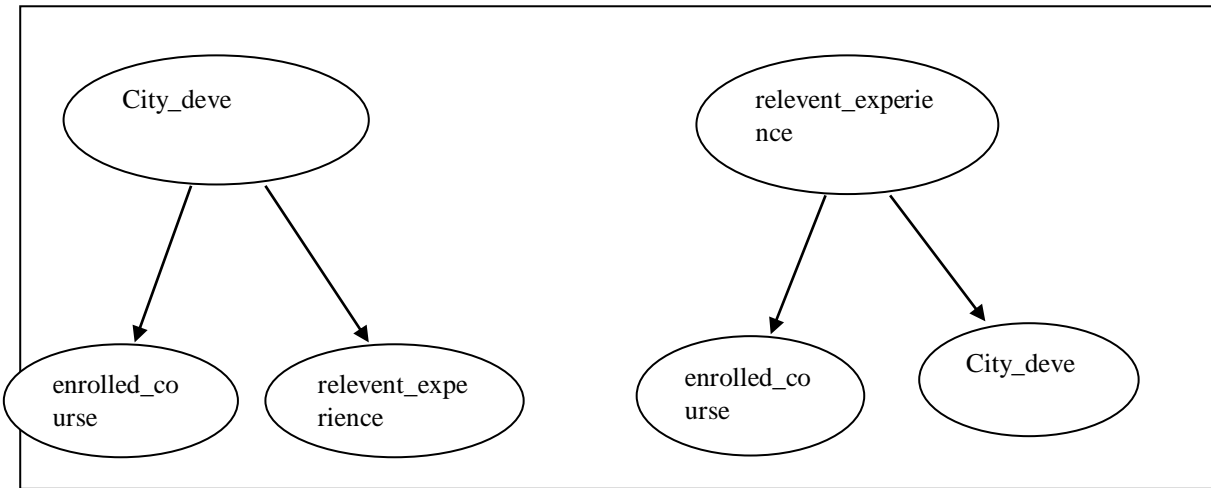 City_deve
relevent_experie
nce
enrolled_co
urse
relevent_expe
rience
enrolled_co
urse
City_deve